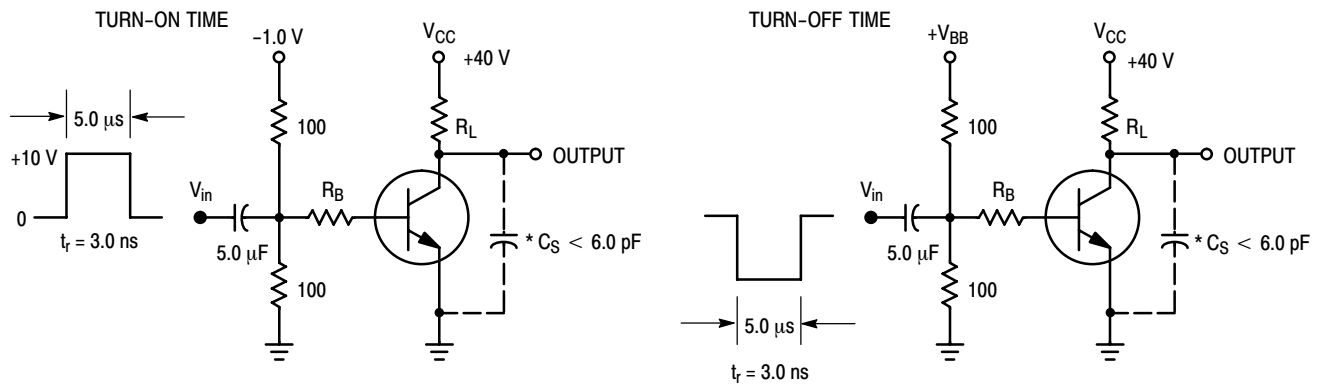 TURN-ON TIME
-1.0 V
VCC
+40 V
5.0 μs
100
RL
+10 V
OUTPUT
Vin
RB
0
tr = 3.0 ns
5.0 μF
* CS < 6.0 pF
100
TURN-OFF TIME
+VBB
VCC
+40 V
100
RL
OUTPUT
Vin
RB
5.0 μF
* CS < 6.0 pF
100
5.0 μs
tr = 3.0 ns